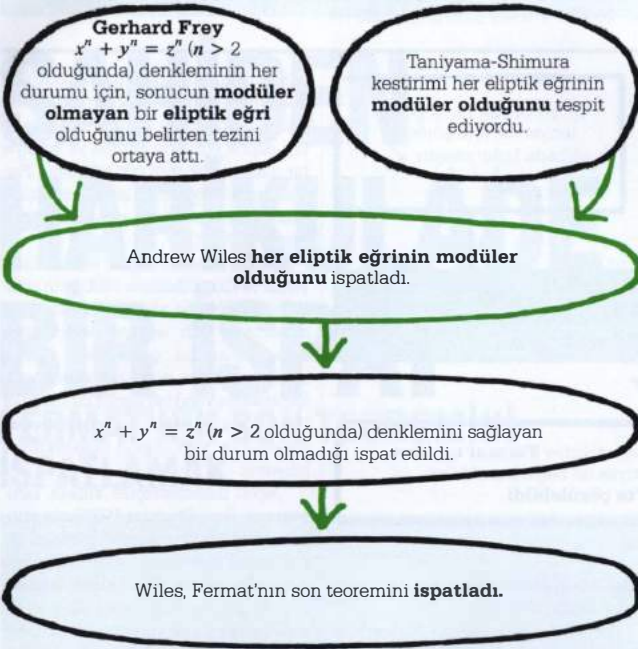 Gerhard Frey
xⁿ + yⁿ = zⁿ (n > 2
olduğunda) denkleminin her
durumu için, sonucun modüler
olmayan bir eliptik eğri
olduğunu belirten tezini
ortaya attı.
Taniyama-Shimura
kestirimi her eliptik eğrinin
modüler olduğunu tespit
ediyordu.
Andrew Wiles her eliptik eğrinin modüler
olduğunu ispatladı.
xⁿ + yⁿ = zⁿ (n > 2 olduğunda) denklemini sağlayan
bir durum olmadığı ispat edildi.
Wiles, Fermat'nın son teoremini ispatladı.